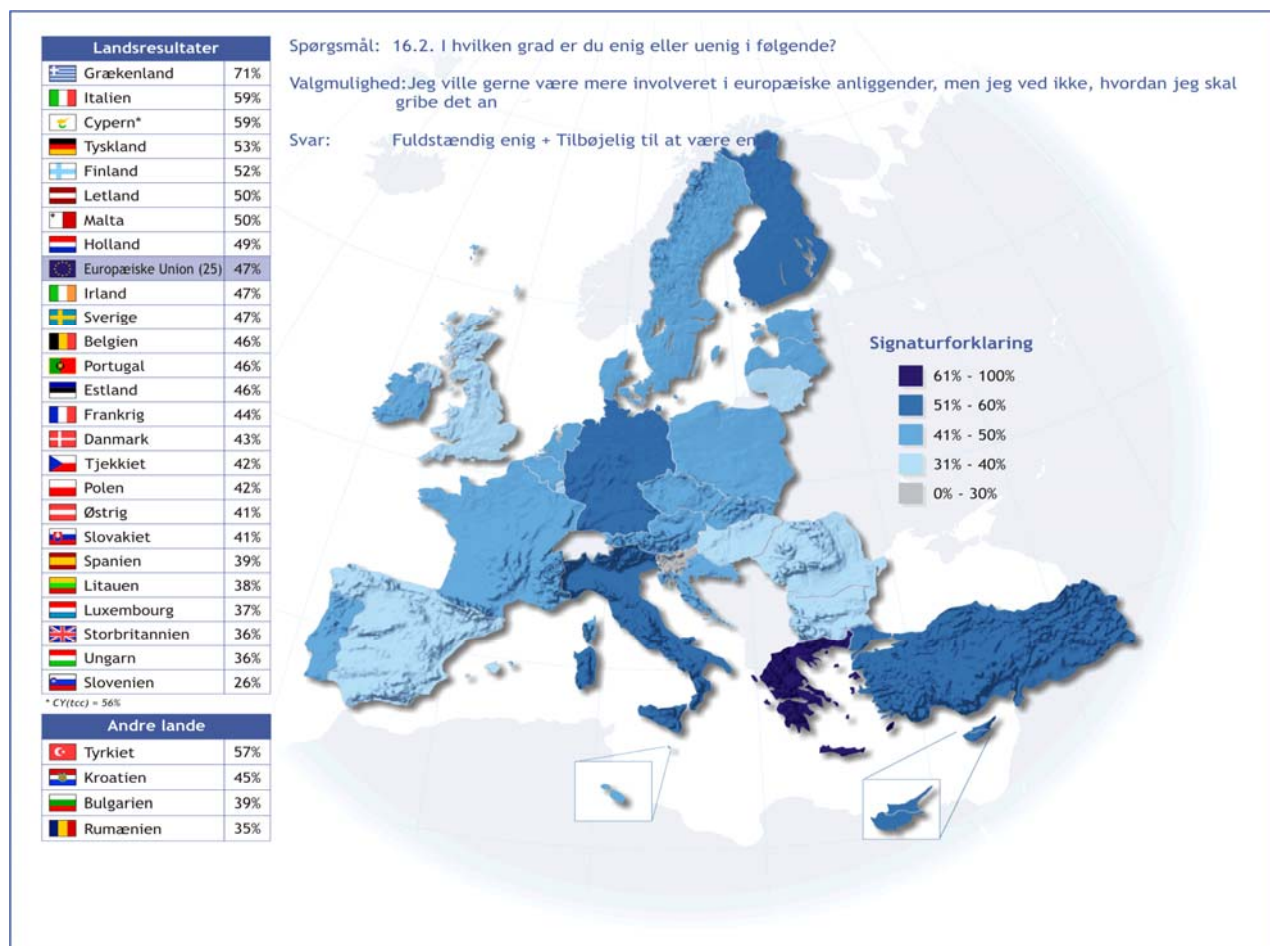 Landsresultater
Grækenland 71%
Italien 59%
Cypern* 59%
Tyskland 53%
Finland 52%
Letland 50%
Malta 50%
Holland 49%
Europæiske Union (25) 47%
Irland 47%
Sverige 47%
Belgien 46%
Portugal 46%
Estland 46%
Frankrig 44%
Danmark 43%
Tjekkiet 42%
Polen 42%
Østrig 41%
Slovakiet 41%
Spanien 39%
Litauen 38%
Luxembourg 37%
Storbritannien 36%
Ungarn 36%
Slovenien 26%
* CY(tcc) = 56%
Andre lande
Tyrkiet 57%
Kroatien 45%
Bulgarien 39%
Rumænien 35%
Spørgsmål: 16.2. I hvilken grad er du enig eller uenig i følgende?
Valgmulighed:Jeg ville gerne være mere involveret i europæiske anliggender, men jeg ved ikke, hvordan jeg skal
gribe det an
Svar: Fuldstændig enig + Tilbøjelig til at være
Signaturforklaring
61% - 100%
51% - 60%
41% - 50%
31% - 40%
0% - 30%